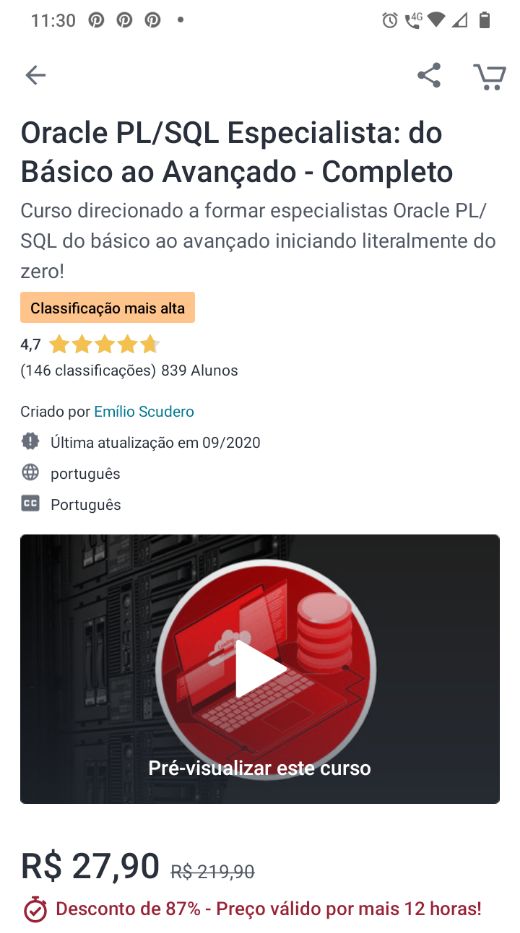 11:30
4G
Oracle PL/SQL Especialista: do
Básico ao Avançado - Completo
Curso direcionado a formar especialistas Oracle PL/
SQL do básico ao avançado iniciando literalmente do
zero!
Classificação mais alta
4,7
(146 classificações) 839 Alunos
Criado por Emílio Scudero
Última atualização em 09/2020
português
CC Português
Pré-visualizar este curso
R$ 27,90 R$ 219,90
Desconto de 87% - Preço válido por mais 12 horas!